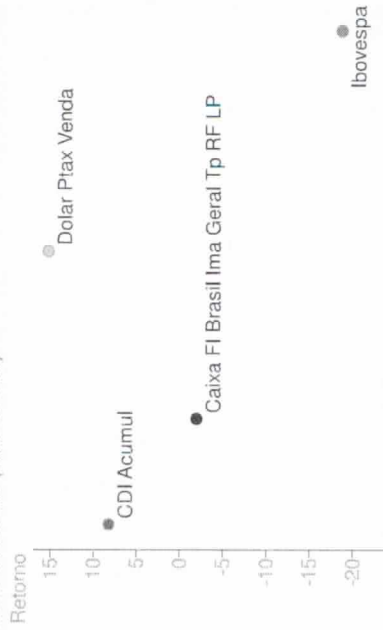 Retorno
15
Dolar Ptax Venda
10
CDI Acumul
5
0
Caixa FI Brasil Ima Geral Tp RF LP
-5
-10
-15
-20
Ibovespa